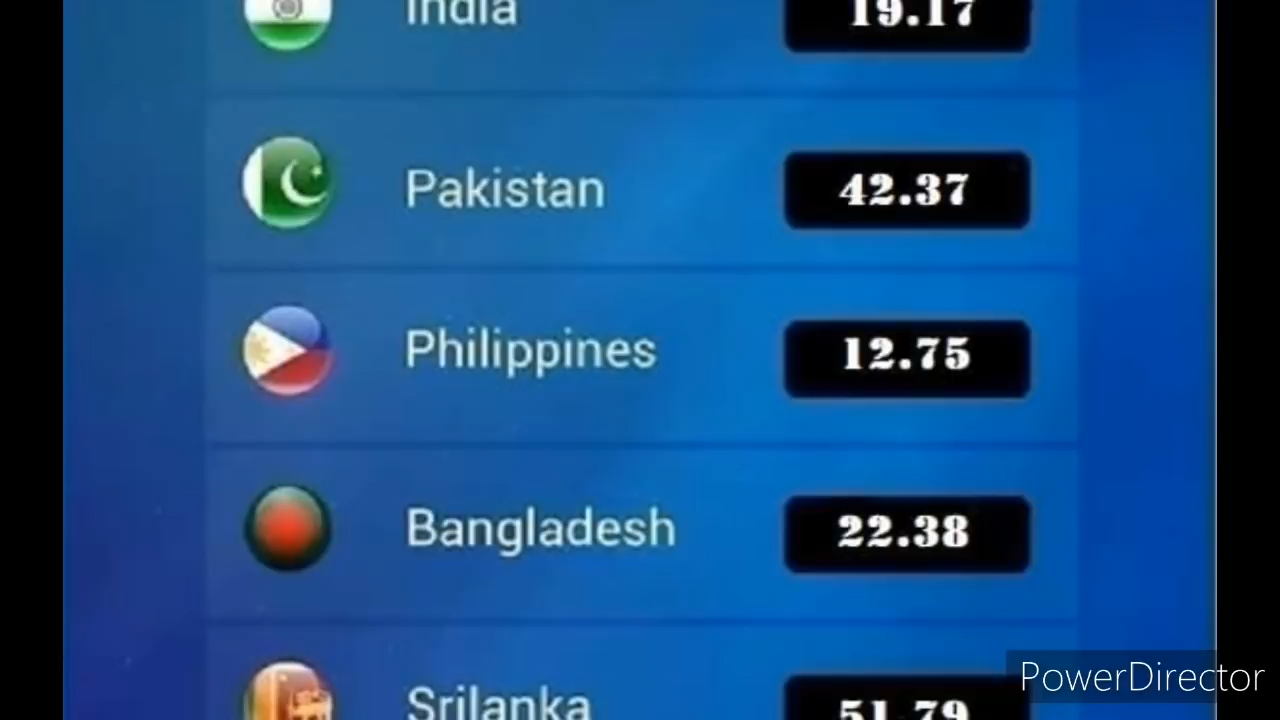 India 19.17
Pakistan 42.37
Philippines 12.75
Bangladesh 22.38
Srilanka 51.79
PowerDirector